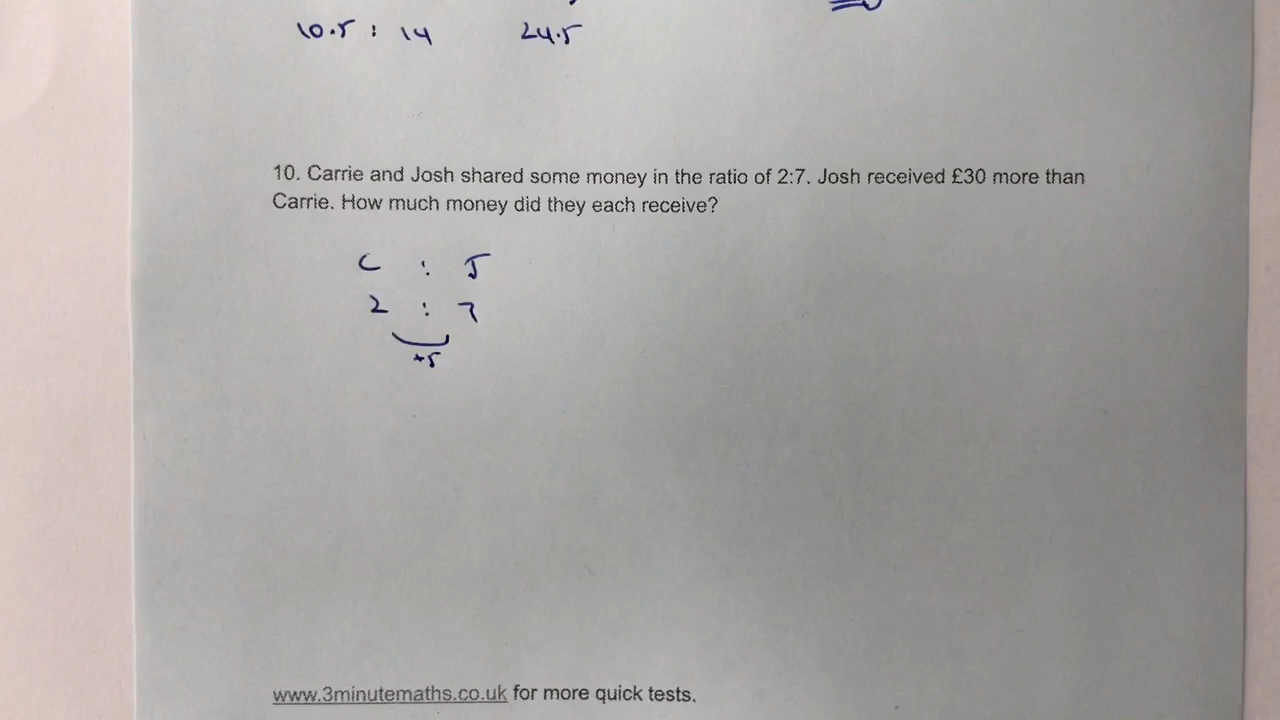 10.5 : 14 24.5
10. Carrie and Josh shared some money in the ratio of 2:7. Josh received £30 more than
Carrie. How much money did they each receive?
C : J
2 : 7
+5
www.3minutemaths.co.uk for more quick tests.